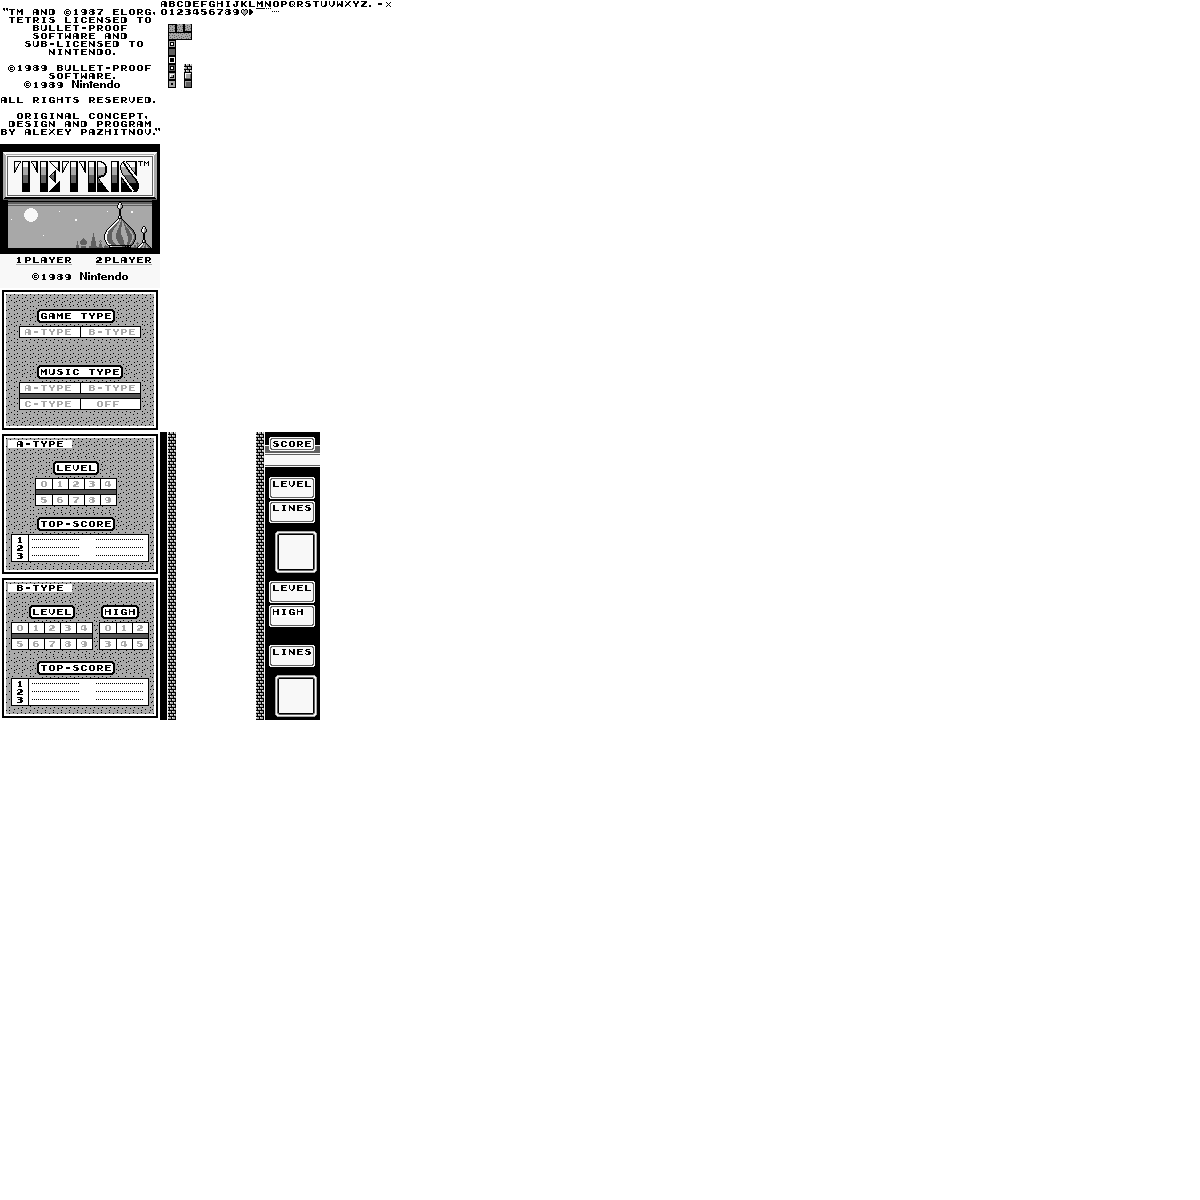 "TM AND ©1987 ELORG,
TETRIS LICENSED TO
BULLET-PROOF
SOFTWARE AND
SUB-LICENSED TO
NINTENDO.
©1989 BULLET-PROOF
SOFTWARE.
©1989 Nintendo
ALL RIGHTS RESERVED.
ORIGINAL CONCEPT,
DESIGN AND PROGRAM
BY ALEXEY PAZHITNOV."
ABCDEFGHIJKLMNOPQRSTUVWXYZ. - ×
0123456789♥
TETRIS™
1PLAYER 2PLAYER
©1989 Nintendo
GAME TYPE
A-TYPE B-TYPE
MUSIC TYPE
A-TYPE B-TYPE
C-TYPE OFF
A-TYPE
LEVEL
0 1 2 3 4
5 6 7 8 9
TOP-SCORE
1
2
3
B-TYPE
LEVEL HIGH
0 1 2 3 4 0 1 2
5 6 7 8 9 3 4 5
TOP-SCORE
1
2
3
SCORE
LEVEL
LINES
LEVEL
HIGH
LINES